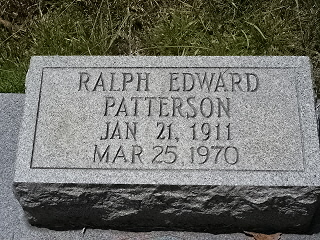 RALPH EDWARD
PATTERSON
JAN 21, 1911
MAR 25, 1970